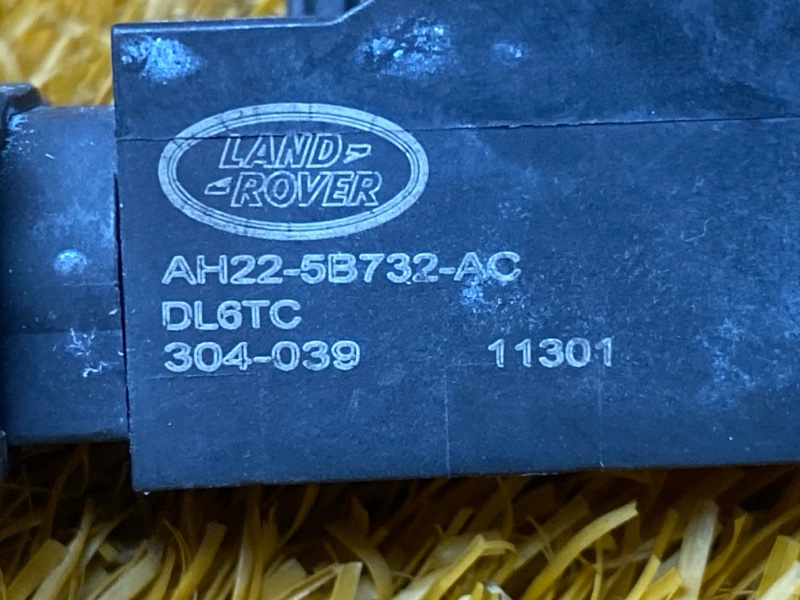 LAND-
-ROVER
AH22-5B732-AC
DL6TC
304-039 11301